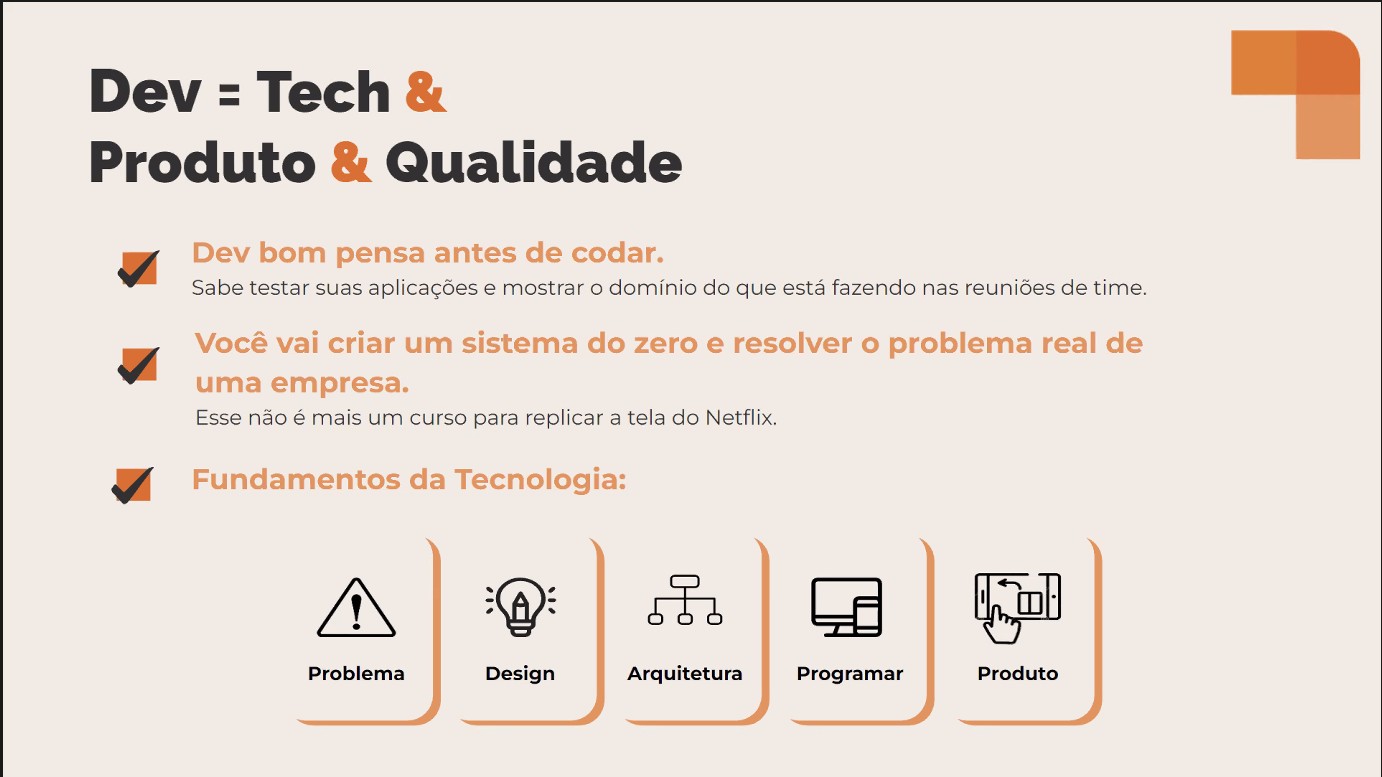 Dev = Tech &
Produto & Qualidade
Dev bom pensa antes de codar.
Sabe testar suas aplicações e mostrar o domínio do que está fazendo nas reuniões de time.
Você vai criar um sistema do zero e resolver o problema real de
uma empresa.
Esse não é mais um curso para replicar a tela do Netflix.
Fundamentos da Tecnologia:
Problema
Design
Arquitetura
Programar
Produto